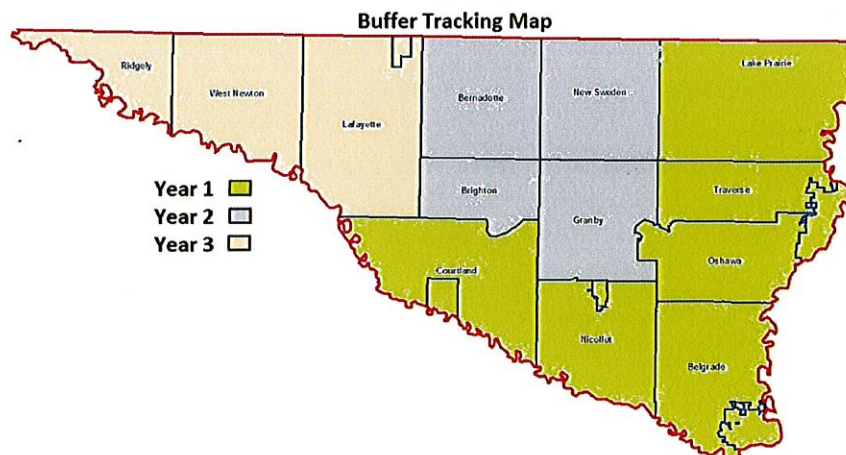 Buffer Tracking Map
Ridgely
West Newton
Lafayette
Bernadotte
New Sweden
Lake Prairie
Year 1
Year 2
Year 3
Brighton
Granby
Traverse
Courtland
Oshawa
Nicollet
Belgrade